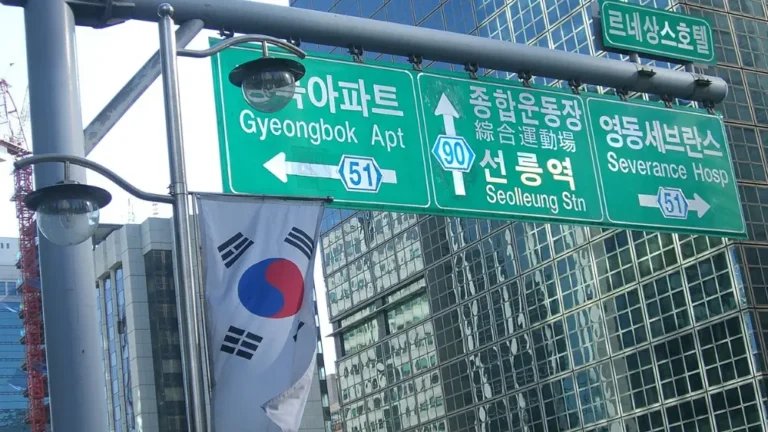 르네상스호텔
아파트
Gyeongbok Apt
51
종합운동장
綜合運動場
90
선릉역
Seolleung Stn
영동세브란스
Severance Hosp
51